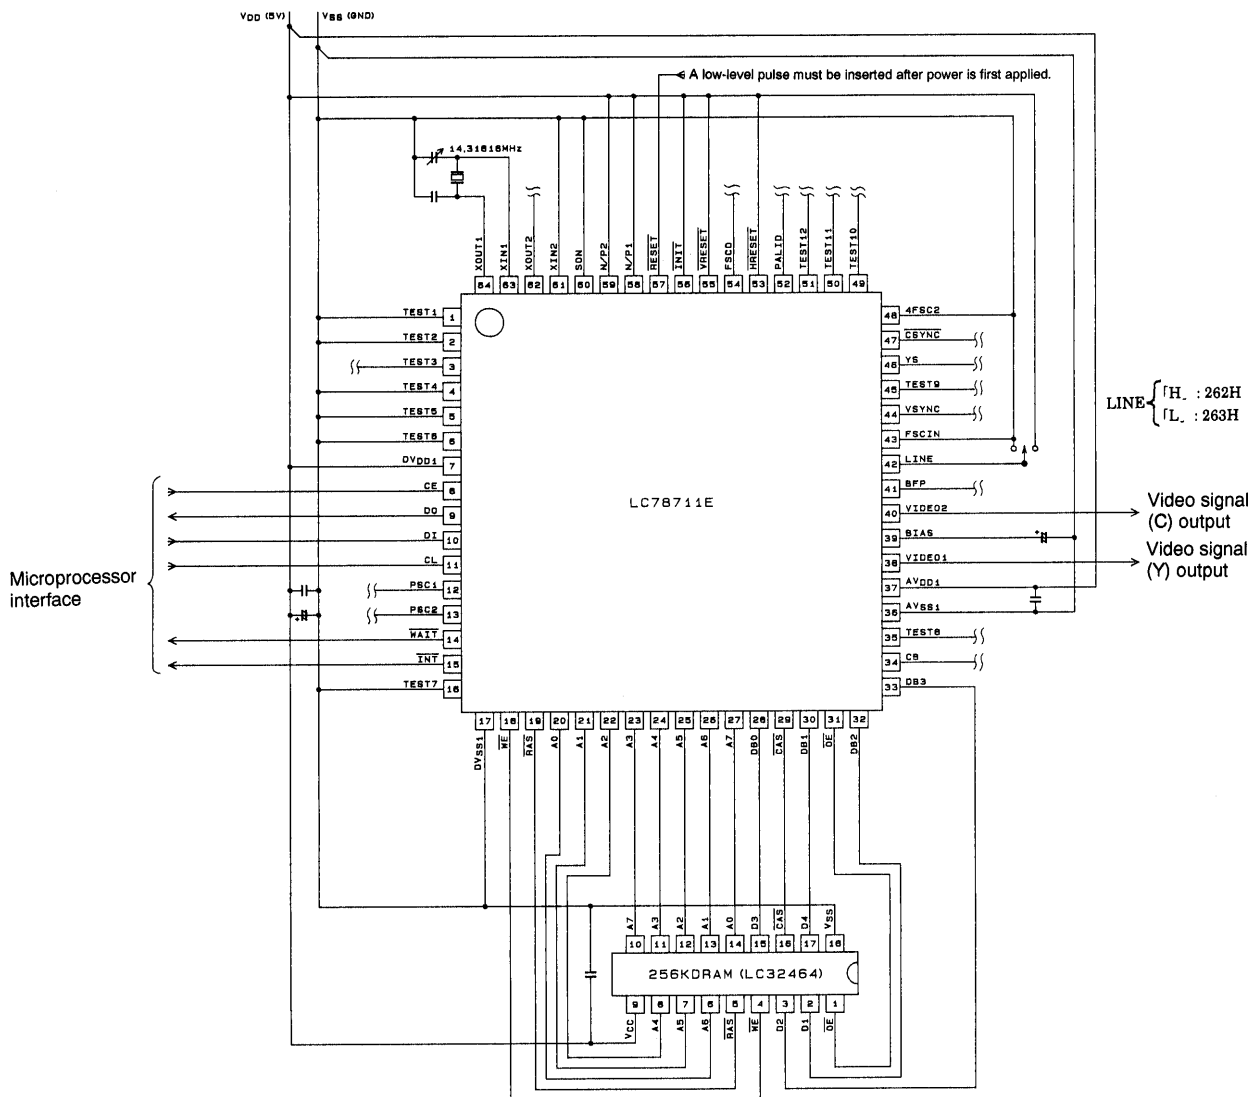 VDD (5V) VSS (GND)
A low-level pulse must be inserted after power is first applied.
14.31818MHz
XOUT1 XIN1 XOUT2 XIN2 SON N/P2 N/P1 RESET INIT VRESET FSCO HRESET PALID TEST12 TEST11 TEST10
64 63 62 61 60 59 58 57 56 55 54 53 52 51 50 49
TEST1 1
TEST2 2
TEST3 3
TEST4 4
TEST5 5
TEST6 6
DVDD1 7
CE 8
DO 9
DI 10
CL 11
PSC1 12
PSC2 13
WAIT 14
INT 15
TEST7 16
Microprocessor
interface
LC78711E
48 4FSC2
47 CSYNC
46 YS
45 TEST9
44 VSYNC
43 FSCIN
42 LINE
41 BFP
40 VIDEO2
39 BIAS
38 VIDEO1
37 AVDD1
36 AVSS1
35 TEST8
34 CB
33 DB3
LINE
「H」 : 262H
「L」 : 263H
Video signal
(C) output
Video signal
(Y) output
17 18 19 20 21 22 23 24 25 26 27 28 29 30 31 32
DVSS1 WE RAS A0 A1 A2 A3 A4 A5 A6 A7 DB0 CAS DB1 OE DB2
A7 A3 A2 A1 A0 D3 CAS D4 VSS
10 11 12 13 14 15 16 17 18
256KDRAM (LC32464)
9 8 7 6 5 4 3 2 1
VCC A4 A5 A6 RAS WE D2 D1 OE